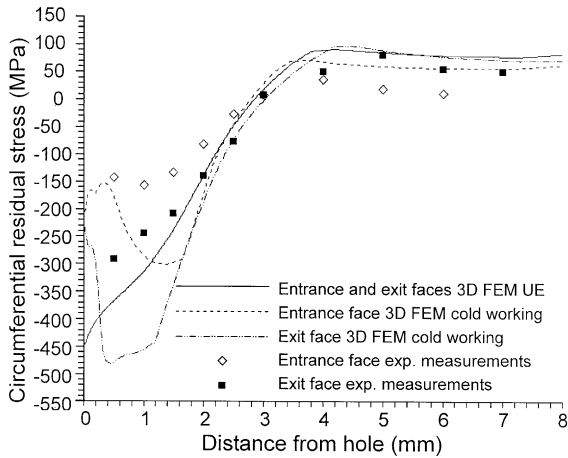 Circumferential residual stress (MPa)
150
100
50
0
-50
-100
-150
-200
-250
-300
-350
-400
-450
-500
-550
Entrance and exit faces 3D FEM UE
Entrance face 3D FEM cold working
Exit face 3D FEM cold working
Entrance face exp. measurements
Exit face exp. measurements
0 1 2 3 4 5 6 7 8
Distance from hole (mm)